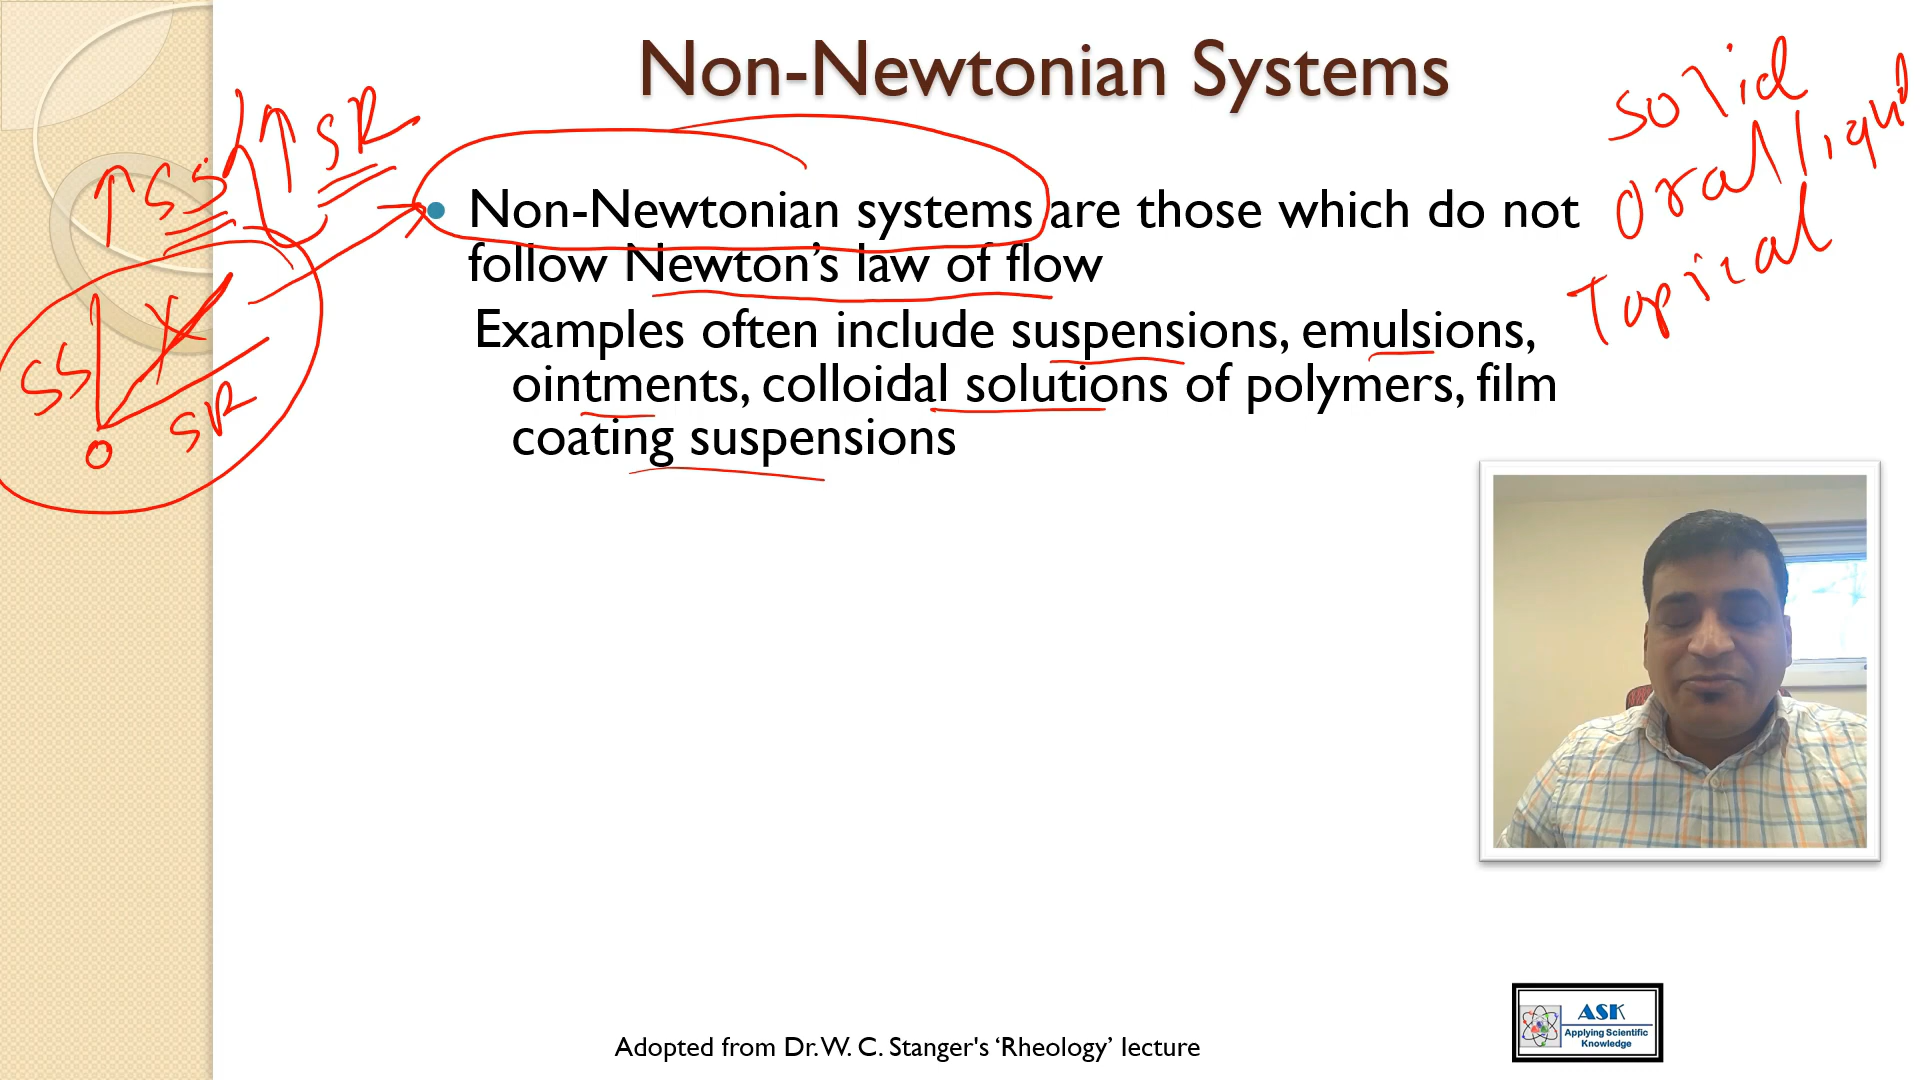 Non-Newtonian Systems
Solid
Oral liquid
Topical
↑ SS ↑ SR
SS
SR
O
• Non-Newtonian systems are those which do not
follow Newton’s law of flow
Examples often include suspensions, emulsions,
ointments, colloidal solutions of polymers, film
coating suspensions
ASK
Applying Scientific
Knowledge
Adopted from Dr. W. C. Stanger's ‘Rheology’ lecture